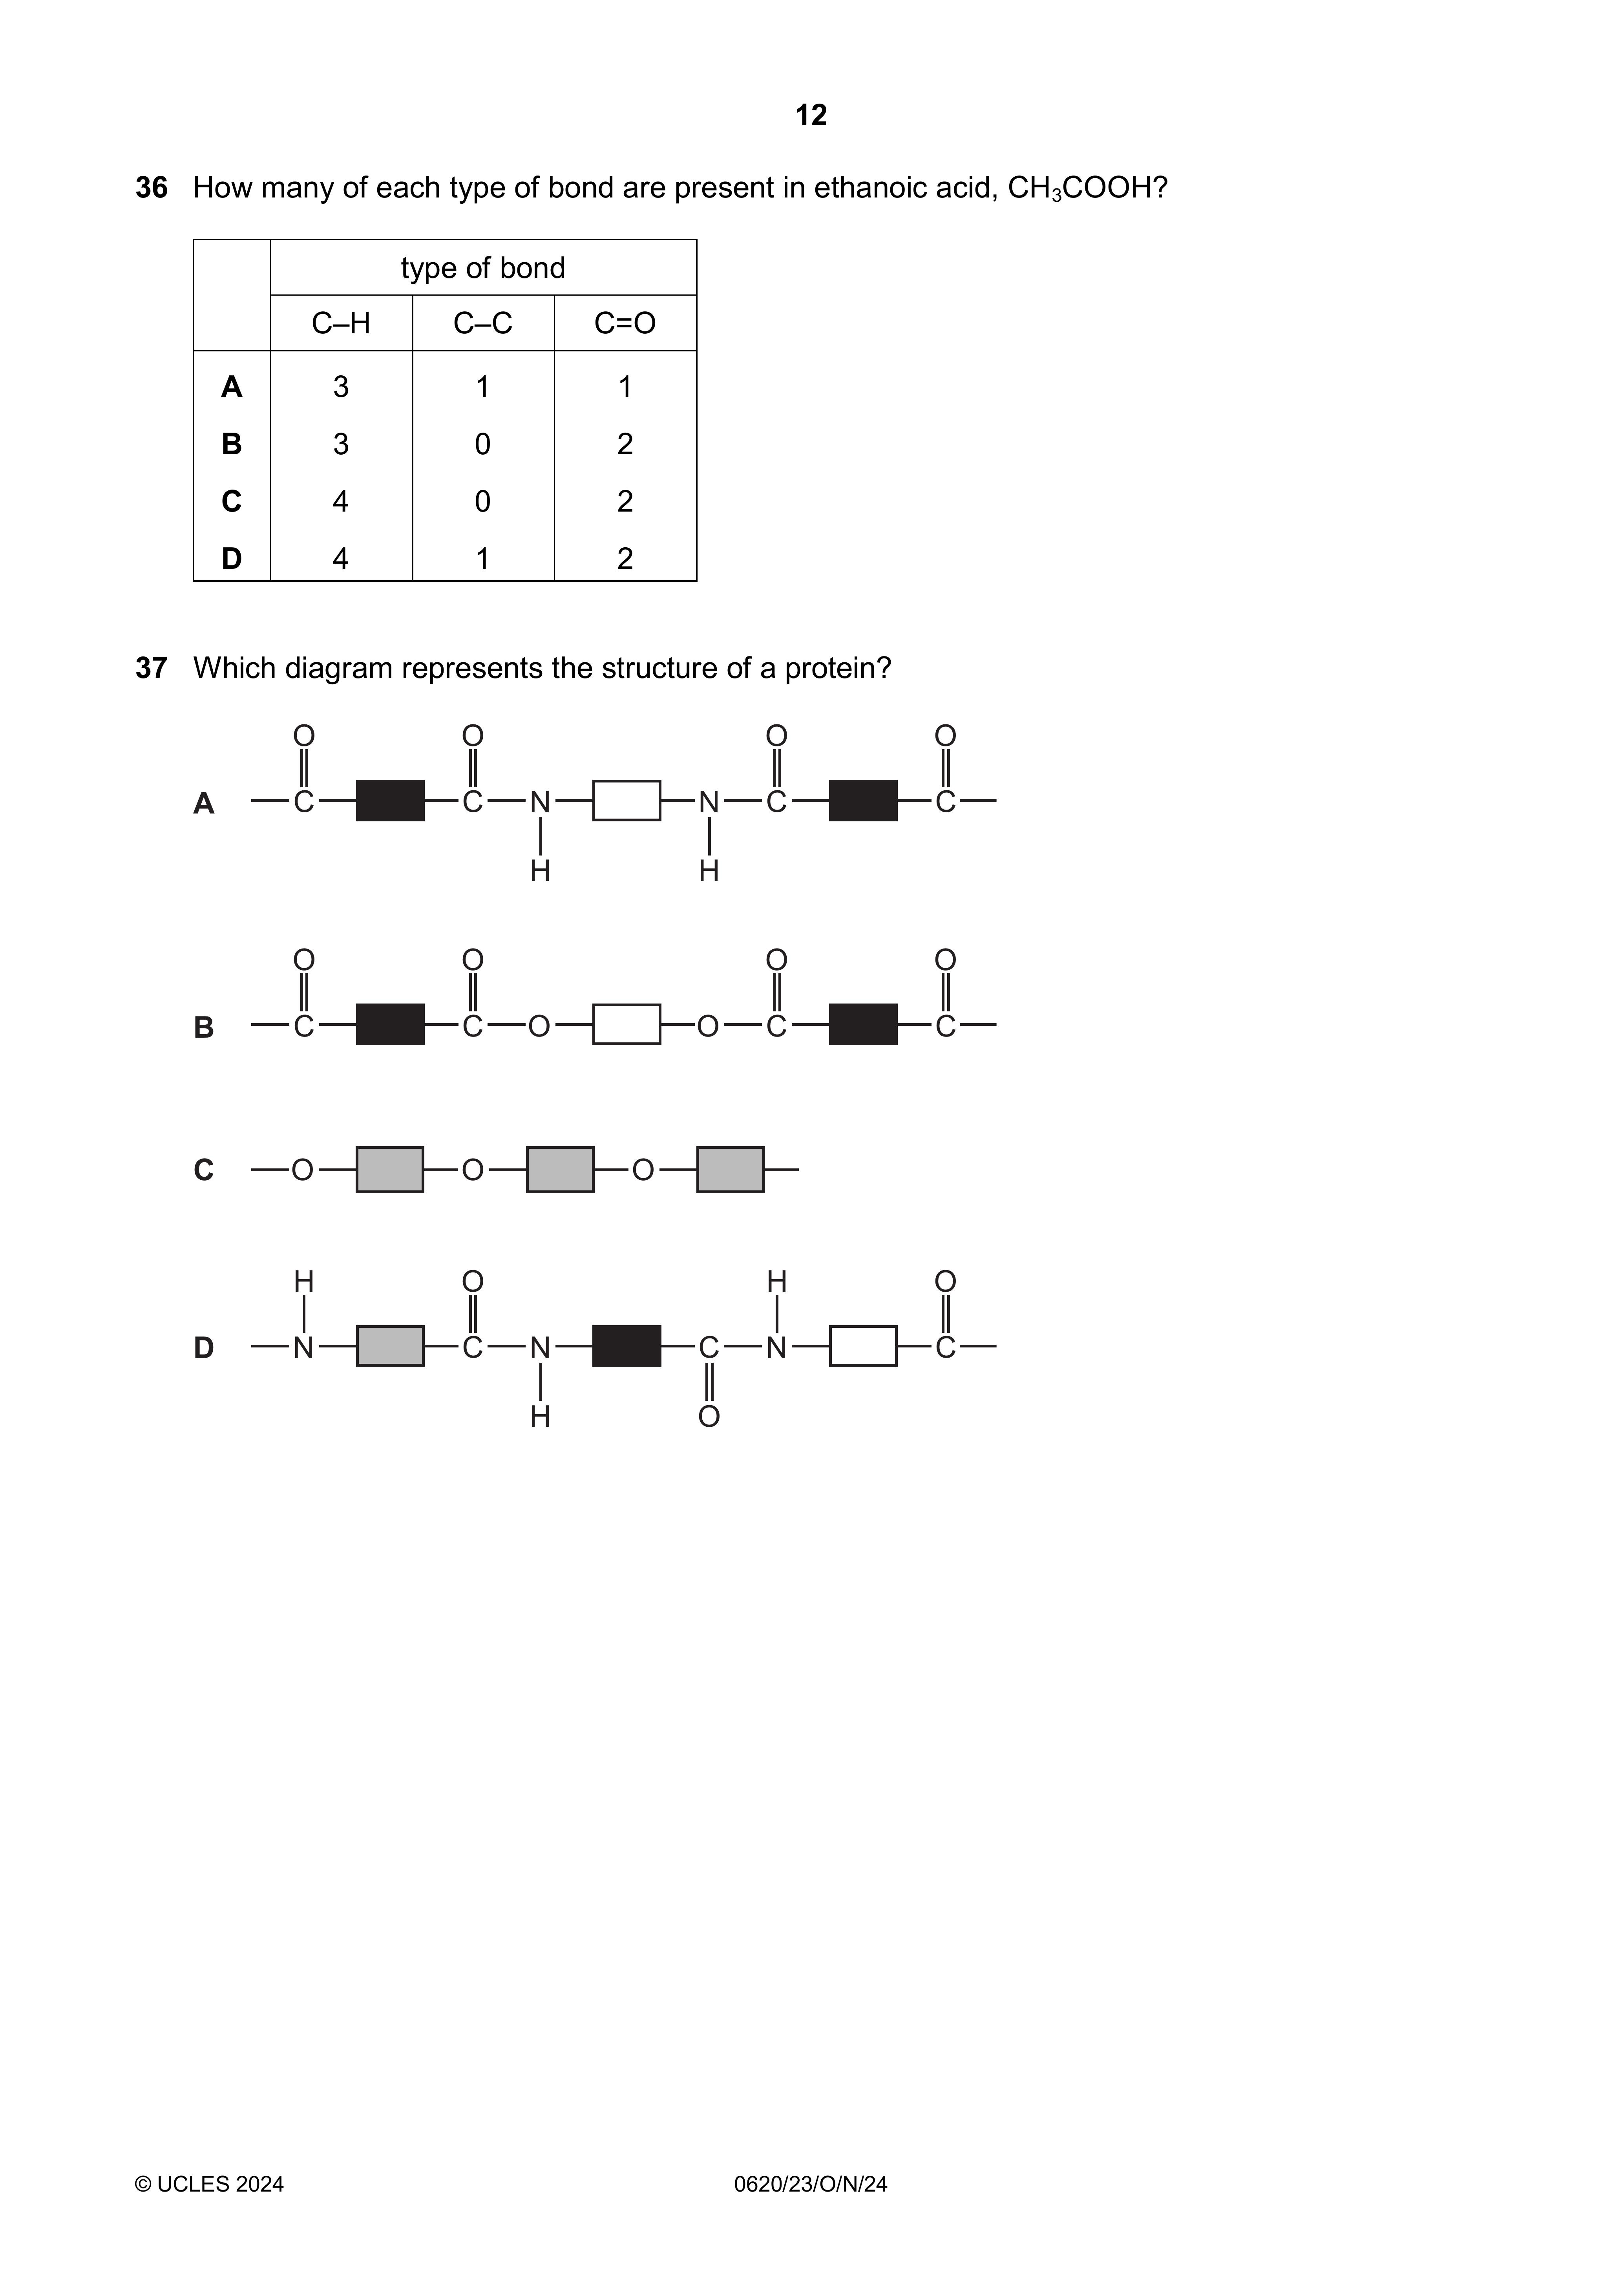 12
36 How many of each type of bond are present in ethanoic acid, CH₃COOH?
type of bond
C–H C–C C=O
A 3 1 1
B 3 0 2
C 4 0 2
D 4 1 2
37 Which diagram represents the structure of a protein?
O O O O
A C C N N C C
H H
O O O O
B C C O O C C
C O O O
H O H O
D N C N C N C
H O
© UCLES 2024 0620/23/O/N/24